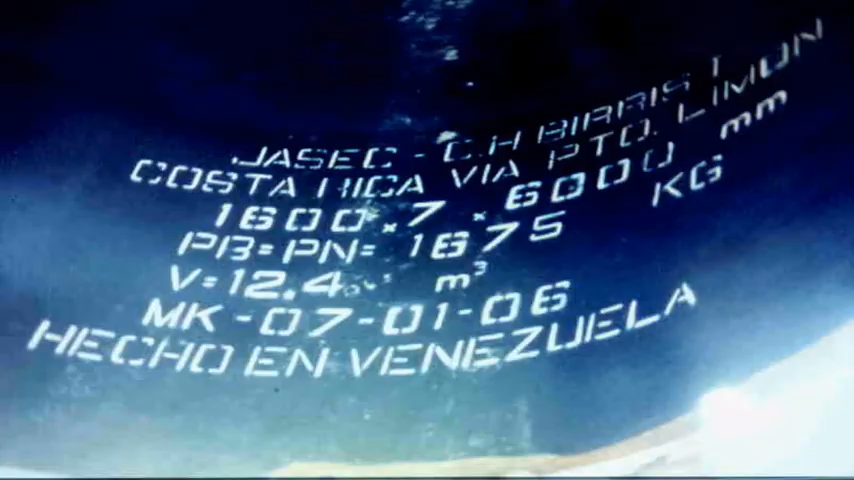 JASEC - C.H BIRRIS I
COSTA RICA VIA PTO. LIMON
1600 x 7 x 6000 mm
PB=PN= 1675 KG
V=12.4 m³
MK-07-01-06
HECHO EN VENEZUELA